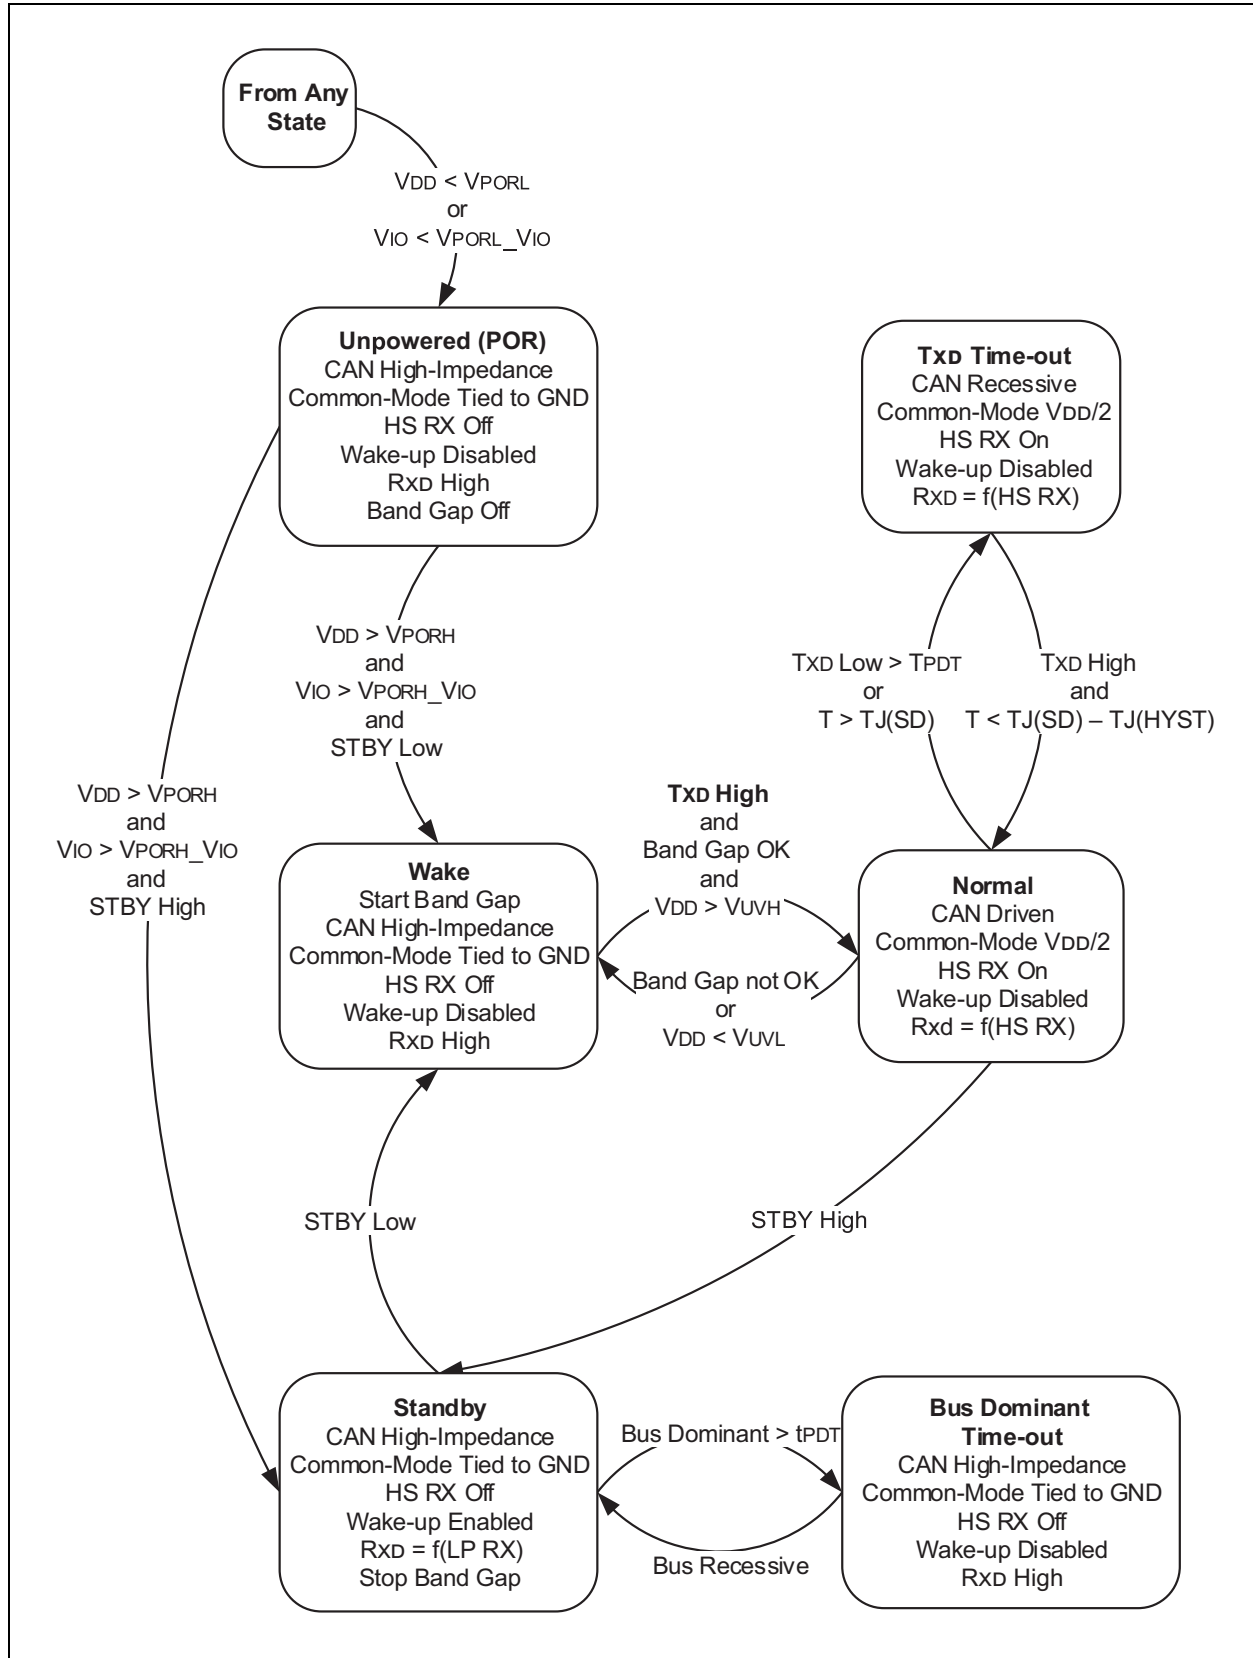 From Any
State
VDD < VPORL
or
VIO < VPORL_VIO
Unpowered (POR)
CAN High-Impedance
Common-Mode Tied to GND
HS RX Off
Wake-up Disabled
RXD High
Band Gap Off
TXD Time-out
CAN Recessive
Common-Mode VDD/2
HS RX On
Wake-up Disabled
RXD = f(HS RX)
VDD > VPORH
and
VIO > VPORH_VIO
and
STBY Low
TXD Low > TPDT
or
T > TJ(SD)
TXD High
and
T < TJ(SD) – TJ(HYST)
VDD > VPORH
and
VIO > VPORH_VIO
and
STBY High
TXD High
and
Band Gap OK
and
VDD > VUVH
Wake
Start Band Gap
CAN High-Impedance
Common-Mode Tied to GND
HS RX Off
Wake-up Disabled
RXD High
Band Gap not OK
or
VDD < VUVL
Normal
CAN Driven
Common-Mode VDD/2
HS RX On
Wake-up Disabled
Rxd = f(HS RX)
STBY Low
STBY High
Standby
CAN High-Impedance
Common-Mode Tied to GND
HS RX Off
Wake-up Enabled
RXD = f(LP RX)
Stop Band Gap
Bus Dominant > tPDT
Bus Recessive
Bus Dominant
Time-out
CAN High-Impedance
Common-Mode Tied to GND
HS RX Off
Wake-up Disabled
RXD High